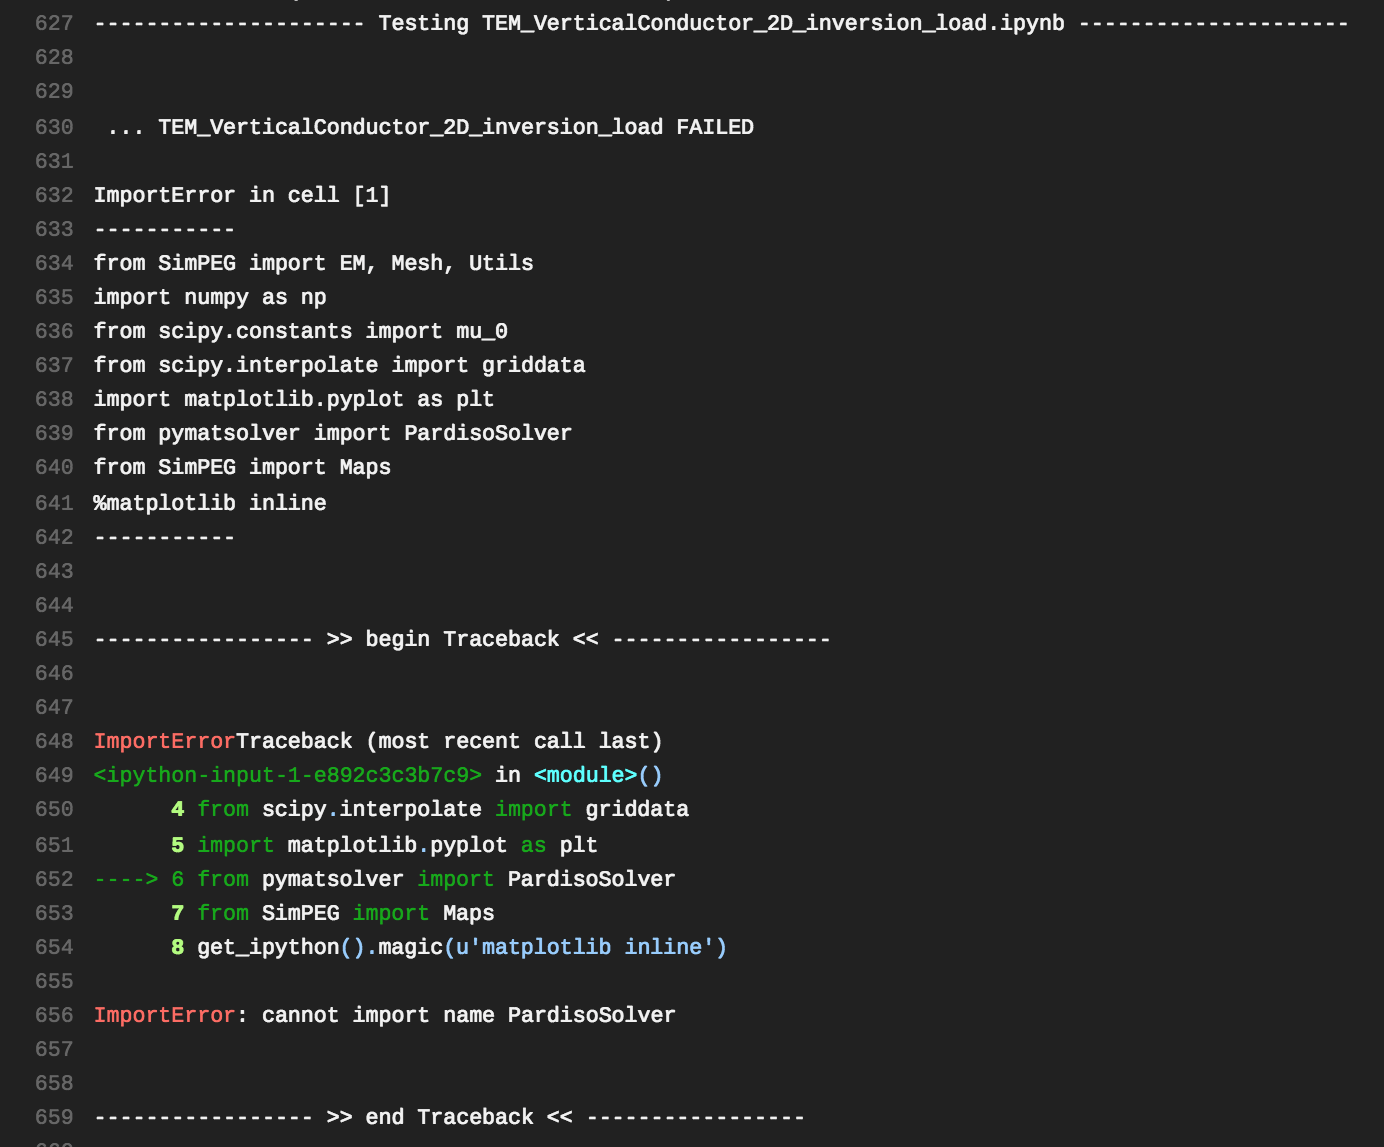 627 --------------------- Testing TEM_VerticalConductor_2D_inversion_load.ipynb ---------------------
628
629
630  ... TEM_VerticalConductor_2D_inversion_load FAILED
631
632 ImportError in cell [1]
633 -----------
634 from SimPEG import EM, Mesh, Utils
635 import numpy as np
636 from scipy.constants import mu_0
637 from scipy.interpolate import griddata
638 import matplotlib.pyplot as plt
639 from pymatsolver import PardisoSolver
640 from SimPEG import Maps
641 %matplotlib inline
642 -----------
643
644
645 ----------------- >> begin Traceback << -----------------
646
647
648 ImportErrorTraceback (most recent call last)
649 <ipython-input-1-e892c3c3b7c9> in <module>()
650       4 from scipy.interpolate import griddata
651       5 import matplotlib.pyplot as plt
652 ----> 6 from pymatsolver import PardisoSolver
653       7 from SimPEG import Maps
654       8 get_ipython().magic(u'matplotlib inline')
655
656 ImportError: cannot import name PardisoSolver
657
658
659 ----------------- >> end Traceback << -----------------